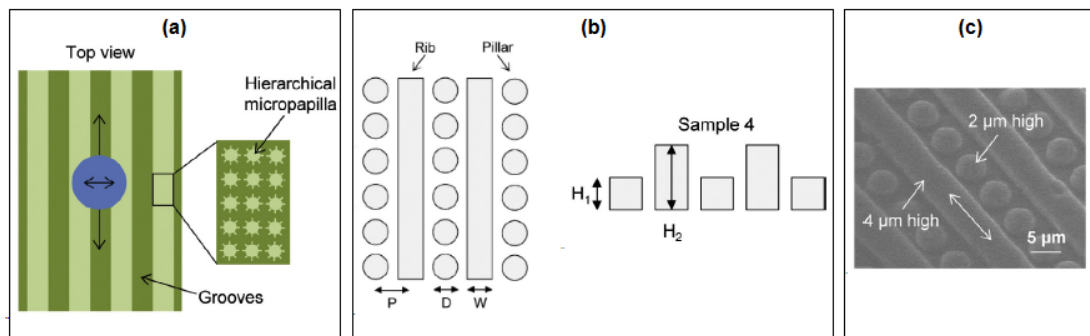 (a)
Top view
Hierarchical
micropapilla
Grooves
(b)
Rib
Pillar
P
D
W
Sample 4
H₁
H₂
(c)
2 μm high
4 μm high
5 μm